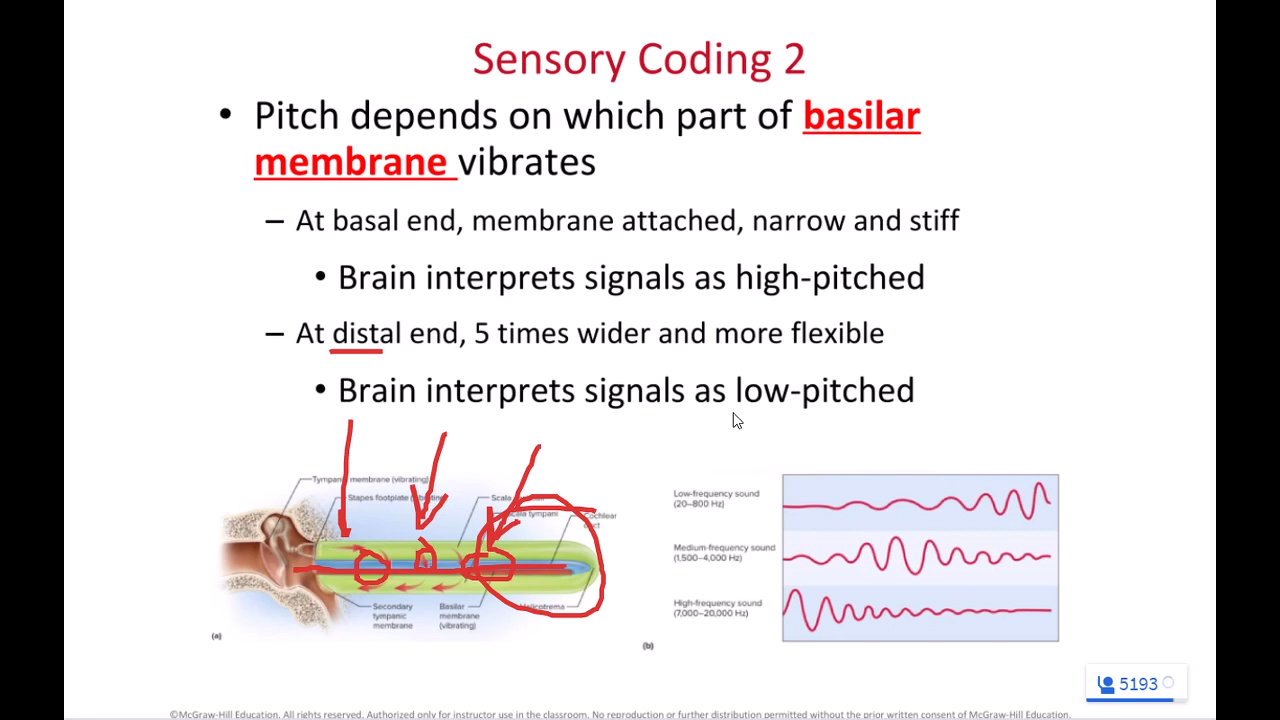 Sensory Coding 2
• Pitch depends on which part of basilar
membrane vibrates
– At basal end, membrane attached, narrow and stiff
• Brain interprets signals as high-pitched
– At distal end, 5 times wider and more flexible
• Brain interprets signals as low-pitched
Tympanic membrane (vibrating)
Stapes footplate (vibrating)
Scala
Scala tympani
Cochlear
duct
Secondary
tympanic
membrane
Basilar
membrane
(vibrating)
Helicotrema
(a)
Low-frequency sound
(20–800 Hz)
Medium-frequency sound
(1,500–4,000 Hz)
High-frequency sound
(7,000–20,000 Hz)
(b)
5193
©McGraw-Hill Education. All rights reserved. Authorized only for instructor use in the classroom. No reproduction or further distribution permitted without the prior written consent of McGraw-Hill Education.